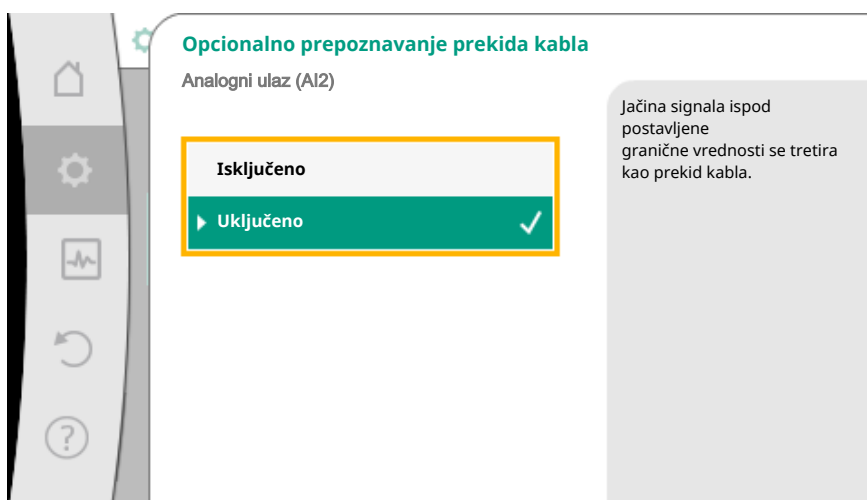 Opcionalno prepoznavanje prekida kabla
Analogni ulaz (AI2)
Isključeno
Uključeno
Jačina signala ispod
postavljene
granične vrednosti se tretira
kao prekid kabla.